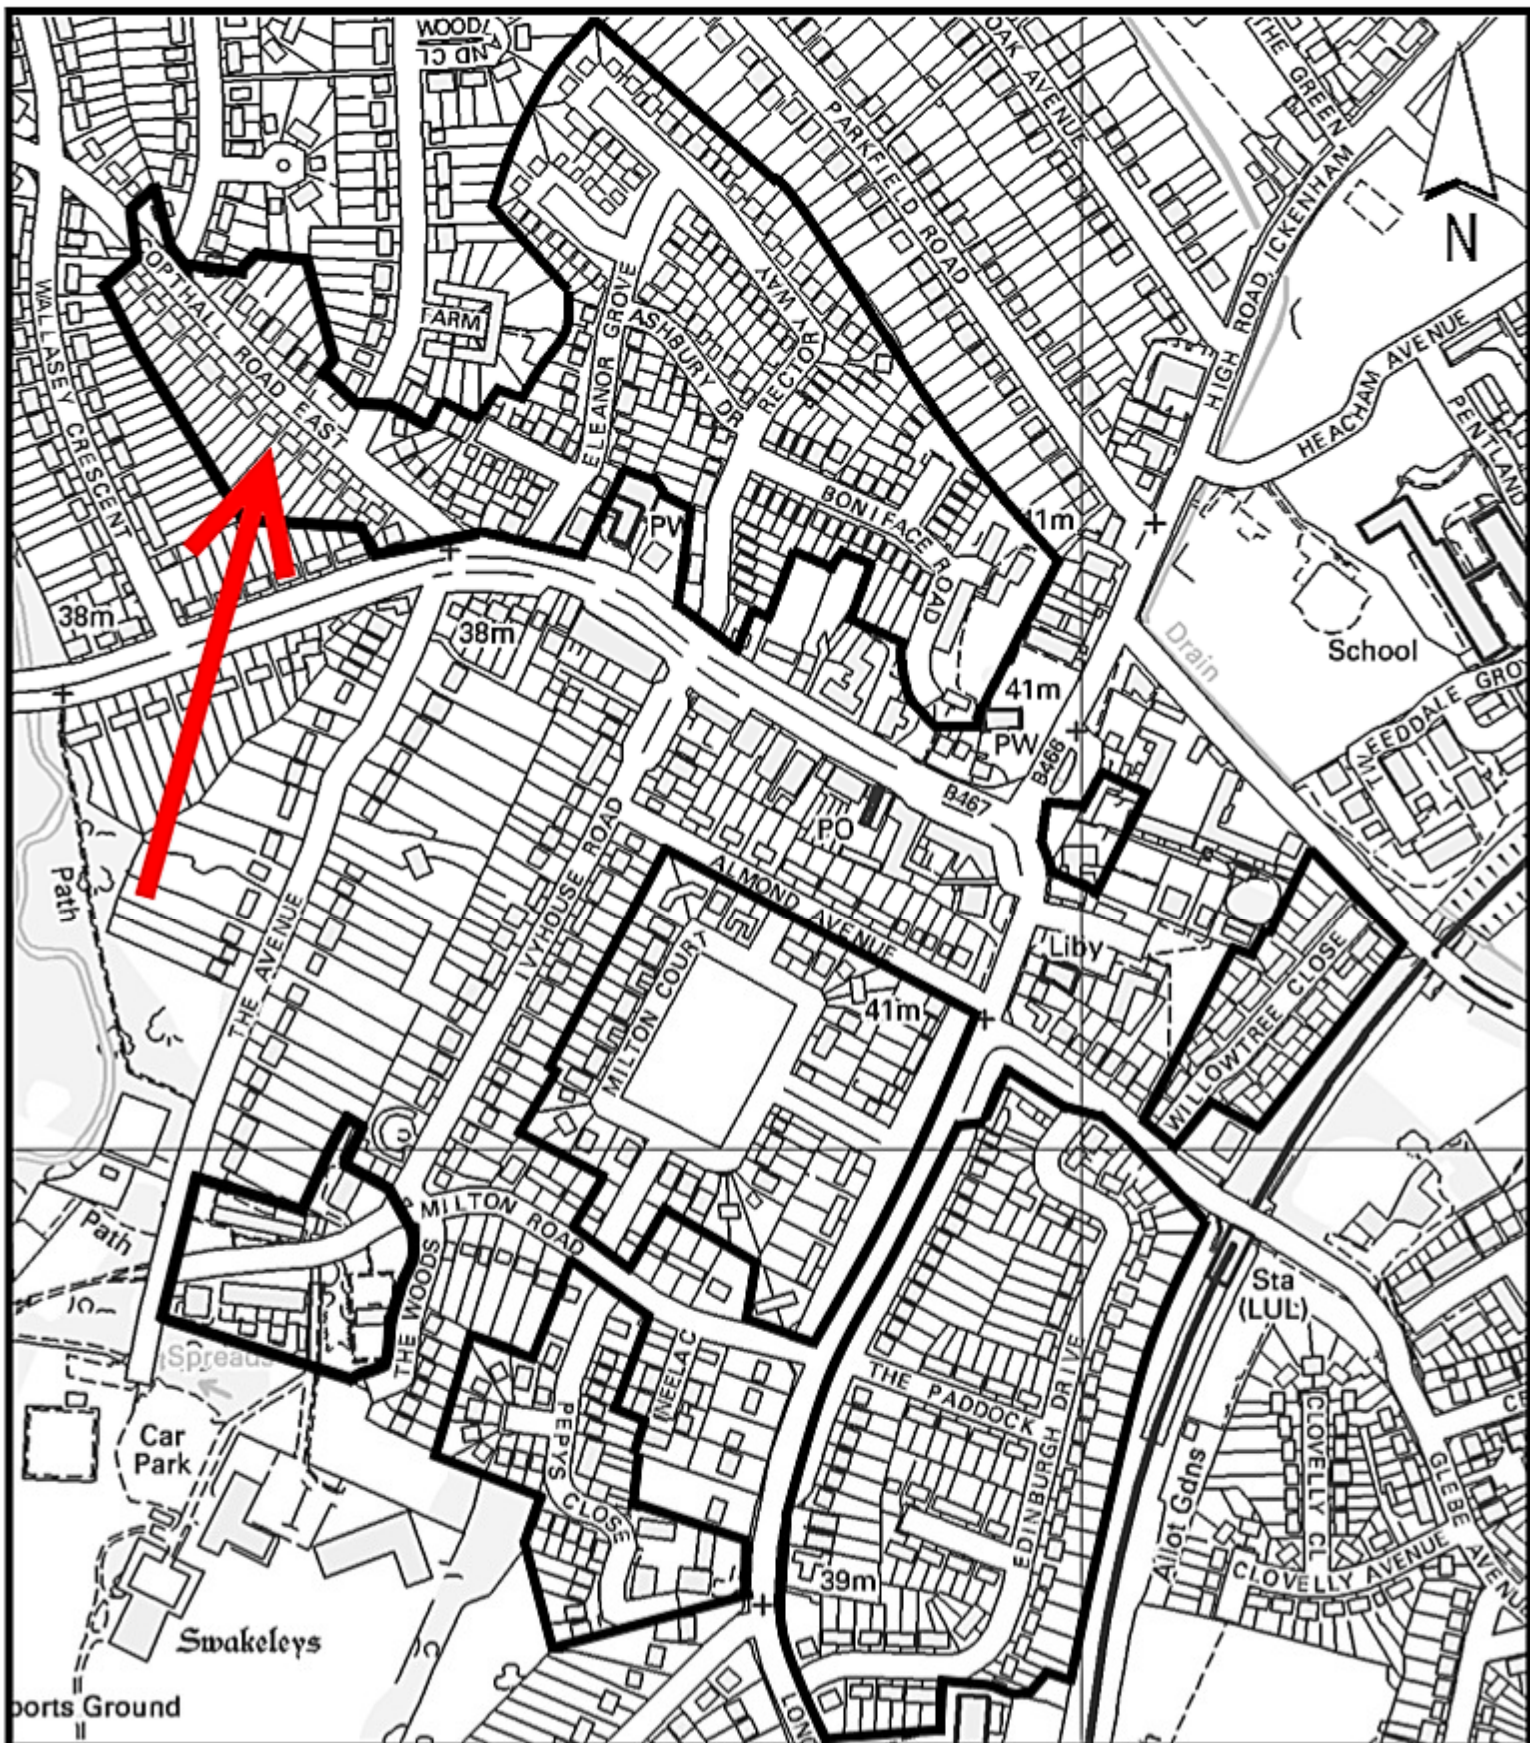 WOOD
ND CL
OAK AVENUE
THE GREEN
PARKFIELD ROAD
HIGH ROAD, ICKENHAM
N
COPTHALL ROAD EAST
WALLASEY CRESCENT
FARM
ELEANOR GROVE
ASHBURY DR
RECTORY WAY
HEACHAM AVENUE
PENTLAND
BONIFACE ROAD
PW
41m
38m
38m
Drain
School
TWEEDDALE GRO
41m
PW
B466
B467
PO
Path
THE AVENUE
IVYHOUSE ROAD
ALMOND AVENUE
MILTON COURT
41m
Liby
WILLOWTREE CLOSE
Path
MILTON ROAD
THE WOODS
Sta
(LUL)
Spreads
NEELAC
THE PADDOCK
EDINBURGH DRIVE
PEPYS CLOSE
Car
Park
Allot Gdns
CLOVELLY CL
GLEBE AVENU
CLOVELLY AVENUE
39m
Swakeleys
ports Ground
LONG